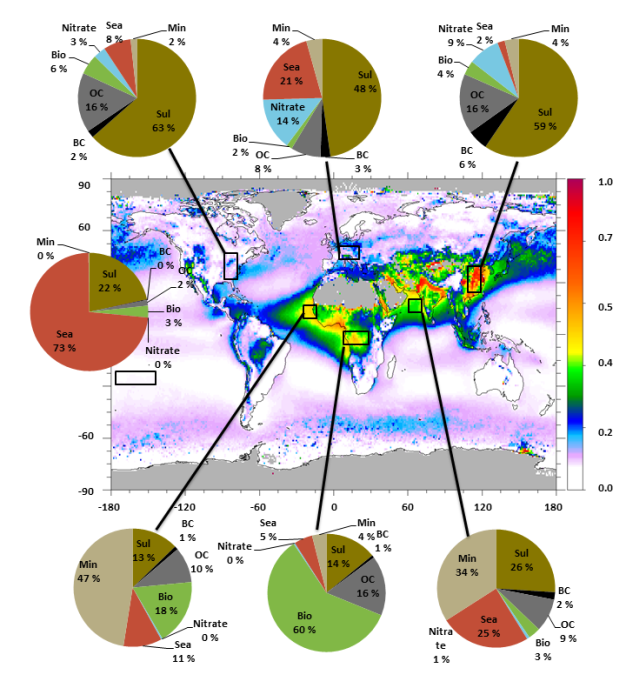 Nitrate
3 %
Sea
8 %
Min
2 %
Bio
6 %
OC
16 %
Sul
63 %
BC
2 %
Min
4 %
Sea
21 %
Sul
48 %
Nitrate
14 %
Bio
2 %
OC
8 %
BC
3 %
Nitrate
9 %
Sea
2 %
Min
4 %
Bio
4 %
OC
16 %
Sul
59 %
BC
6 %
90
60
-60
-90
-180
-120
-60
0
60
120
180
1.0
0.7
0.5
0.4
0.2
0.0
Min
0 %
Sul
22 %
BC
0 %
OC
2 %
Bio
3 %
Sea
73 %
Nitrate
0 %
Min
47 %
Sul
13 %
BC
1 %
OC
10 %
Bio
18 %
Nitrate
0 %
Sea
11 %
Sea
5 %
Min
4 %
BC
1 %
Nitrate
0 %
Sul
14 %
OC
16 %
Bio
60 %
Min
34 %
Sul
26 %
BC
2 %
OC
9 %
Bio
3 %
Sea
25 %
Nitra
te
1 %